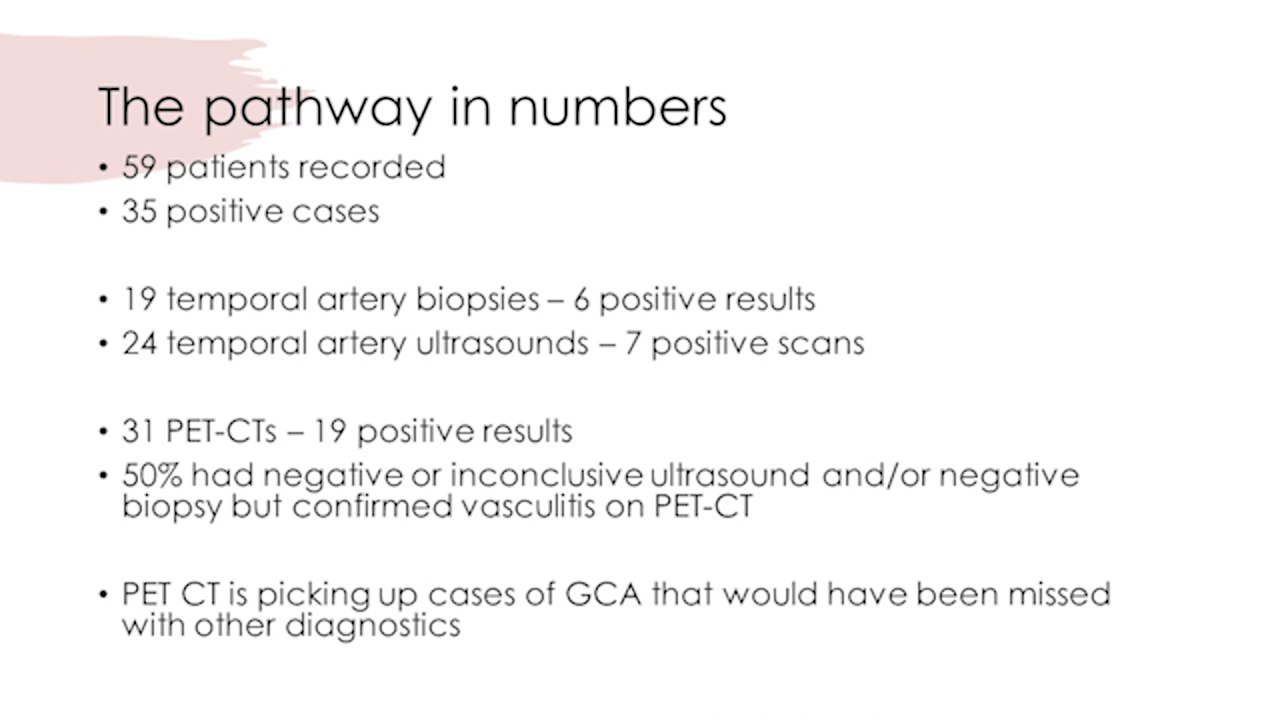 The pathway in numbers
• 59 patients recorded
• 35 positive cases
• 19 temporal artery biopsies – 6 positive results
• 24 temporal artery ultrasounds – 7 positive scans
• 31 PET-CTs – 19 positive results
• 50% had negative or inconclusive ultrasound and/or negative
biopsy but confirmed vasculitis on PET-CT
• PET CT is picking up cases of GCA that would have been missed
with other diagnostics